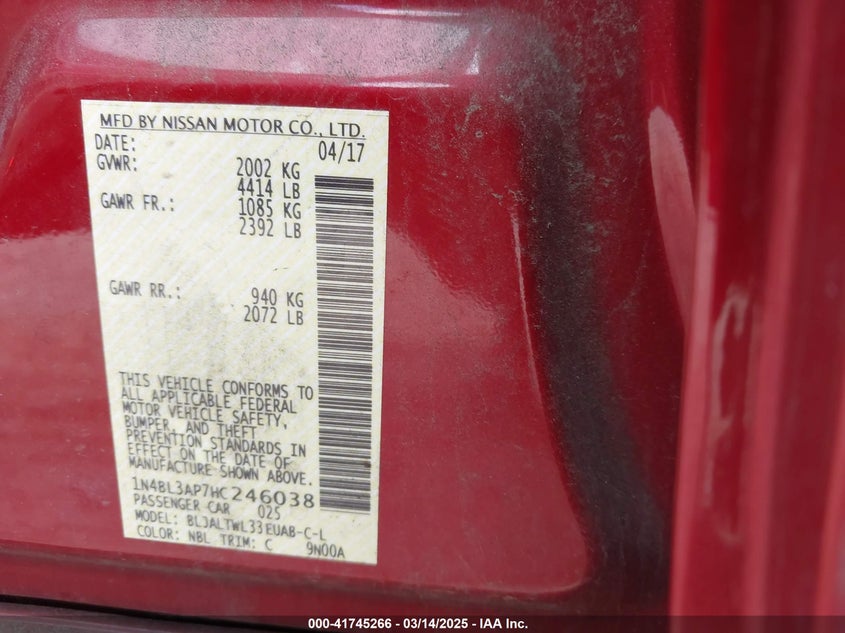 MFD BY NISSAN MOTOR CO., LTD.
DATE: 04/17
GVWR: 2002 KG
4414 LB
GAWR FR.: 1085 KG
2392 LB
GAWR RR.: 940 KG
2072 LB
THIS VEHICLE CONFORMS TO
ALL APPLICABLE FEDERAL
MOTOR VEHICLE SAFETY,
BUMPER, AND THEFT
PREVENTION STANDARDS IN
EFFECT ON THE DATE OF
MANUFACTURE SHOWN ABOVE.
1N4BL3AP7HC246038
PASSENGER CAR 025
MODEL: BL3ALTWL33EUAB-C-L
COLOR: NBL TRIM: C 9N00A
000-41745266 - 03/14/2025 - IAA Inc.